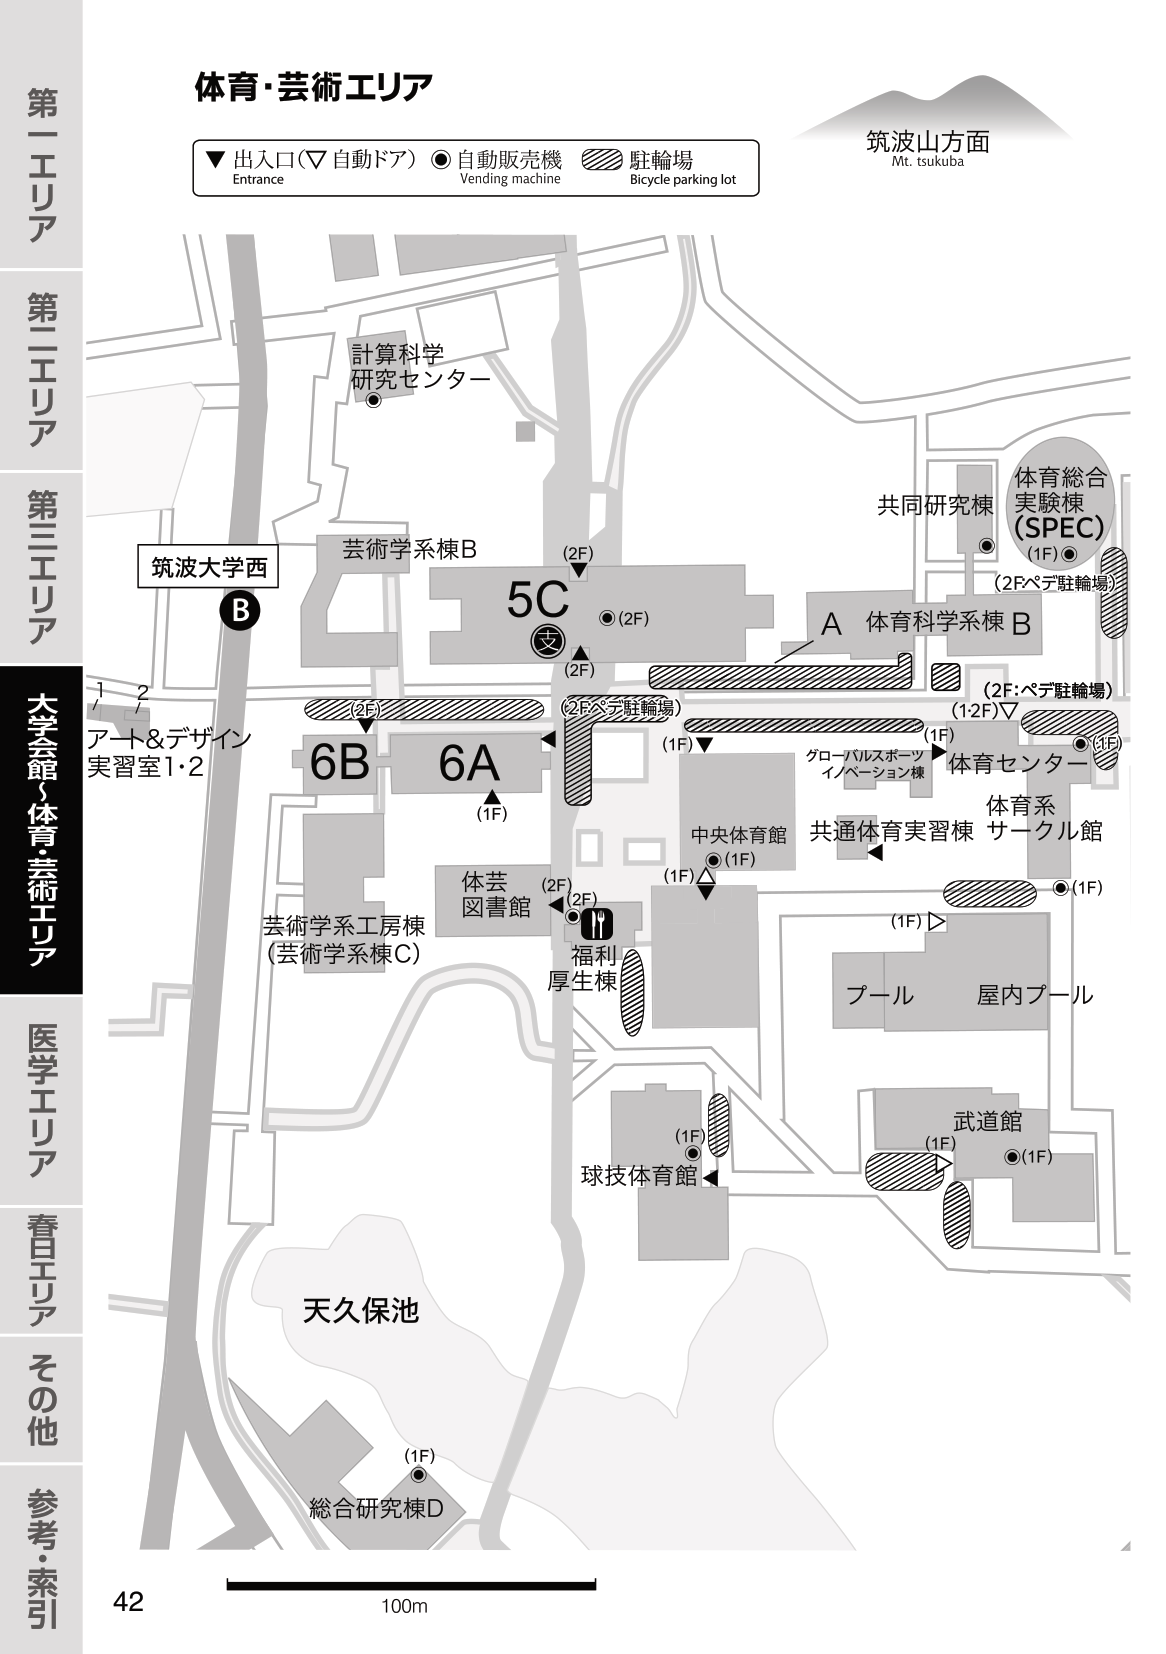 体育・芸術エリア
▼ 出入口(▽ 自動ドア) ◉ 自動販売機 駐輪場
Entrance Vending machine Bicycle parking lot
筑波山方面
Mt. tsukuba
第一エリア
第二エリア
第三エリア
大学会館〜体育・芸術エリア
医学エリア
春日エリア
その他
参考・索引
計算科学
研究センター
体育総合
実験棟
(SPEC)
(1F)
共同研究棟
(2Fペデ駐輪場)
芸術学系棟B
筑波大学西
B
(2F)
5C
(2F)
支
(2F)
A
体育科学系棟 B
1
2
アート&デザイン
実習室1・2
(2F)
(2Fペデ駐輪場)
(2F:ペデ駐輪場)
(1・2F)
(1F)
(1F)
(1F)
6B
6A
(1F)
グローバルスポーツ
イノベーション棟
体育センター
体育系
サークル館
共通体育実習棟
中央体育館
(1F)
(1F)
(1F)
体芸
図書館
(2F)
(2F)
福利
厚生棟
芸術学系工房棟
(芸術学系棟C)
(1F)
プール
屋内プール
武道館
(1F)
(1F)
(1F)
球技体育館
天久保池
(1F)
総合研究棟D
42
100m